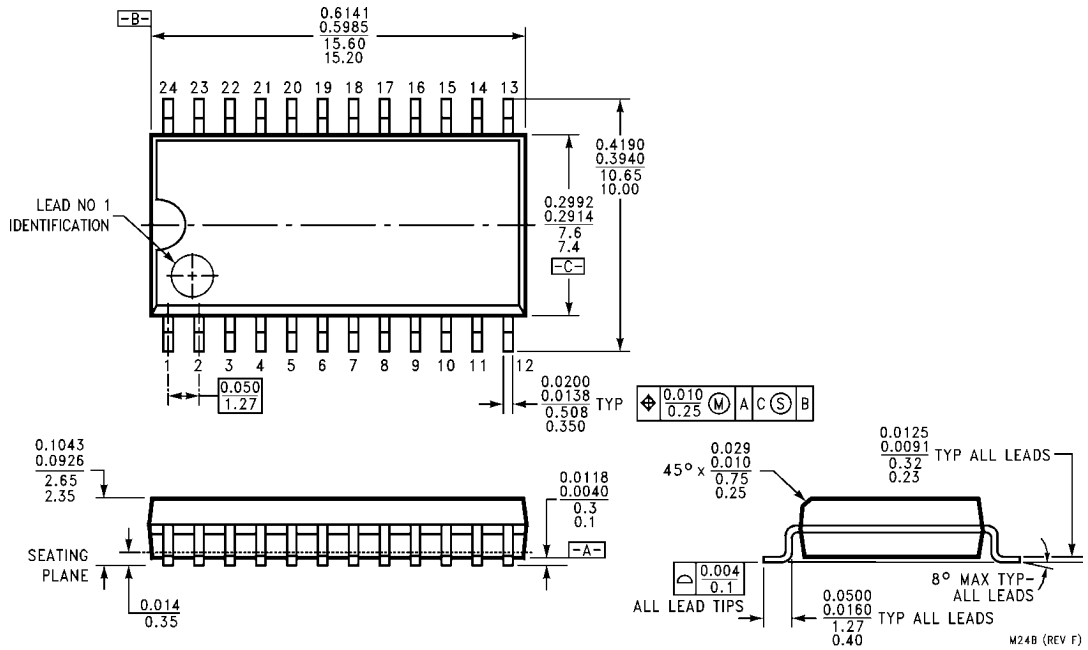 0.6141
0.5985
15.60
15.20
-B-
24 23 22 21 20 19 18 17 16 15 14 13
0.4190
0.3940
10.65
10.00
0.2992
0.2914
7.6
7.4
-C-
LEAD NO 1
IDENTIFICATION
1 2 3 4 5 6 7 8 9 10 11 12
0.050
1.27
0.0200
0.0138
0.508
0.350
TYP
0.010
0.25
M A C S B
0.1043
0.0926
2.65
2.35
SEATING
PLANE
0.014
0.35
0.0118
0.0040
0.3
0.1
-A-
45° x
0.029
0.010
0.75
0.25
0.0125
0.0091
0.32
0.23
TYP ALL LEADS
0.004
0.1
ALL LEAD TIPS
0.0500
0.0160
1.27
0.40
TYP ALL LEADS
8° MAX TYP-
ALL LEADS
M24B (REV F)